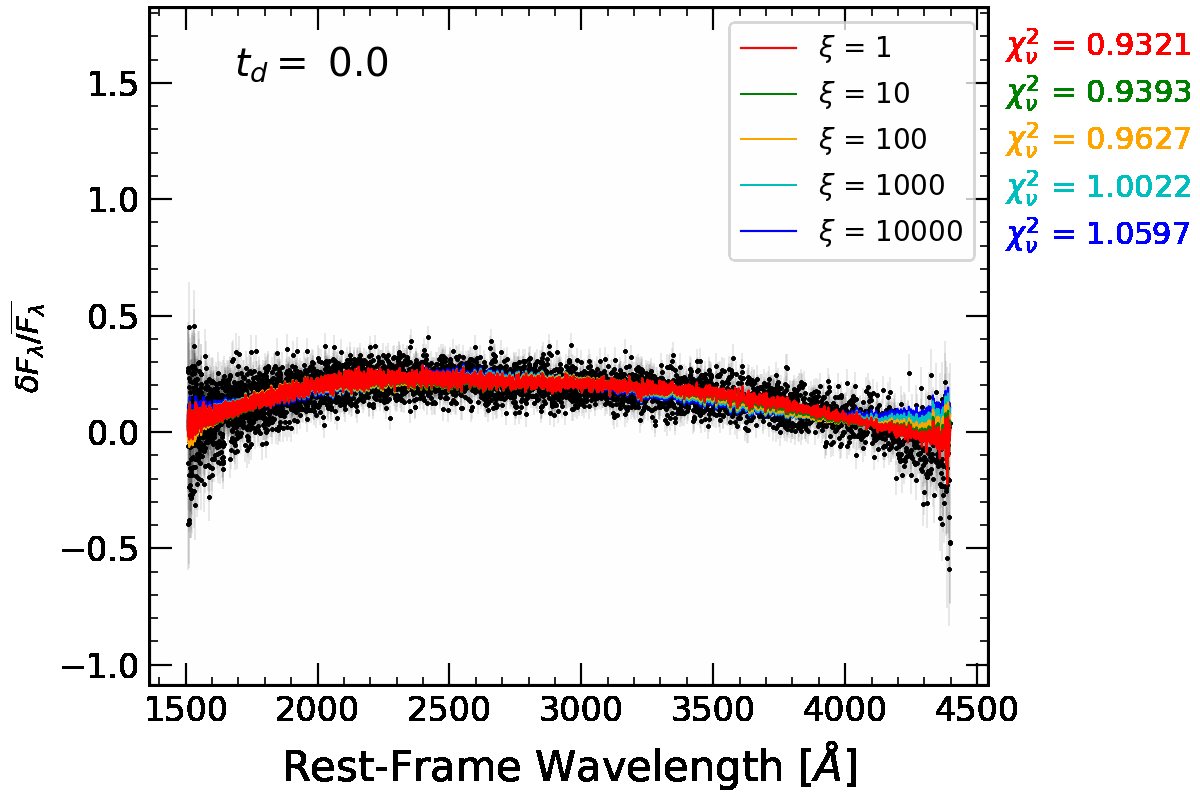 t_d = 0.0
ξ = 1
ξ = 10
ξ = 100
ξ = 1000
ξ = 10000
χ²_ν = 0.9321
χ²_ν = 0.9393
χ²_ν = 0.9627
χ²_ν = 1.0022
χ²_ν = 1.0597
1.5
1.0
0.5
0.0
−0.5
−1.0
δF_λ/F̅_λ
1500 2000 2500 3000 3500 4000 4500
Rest-Frame Wavelength [Å]